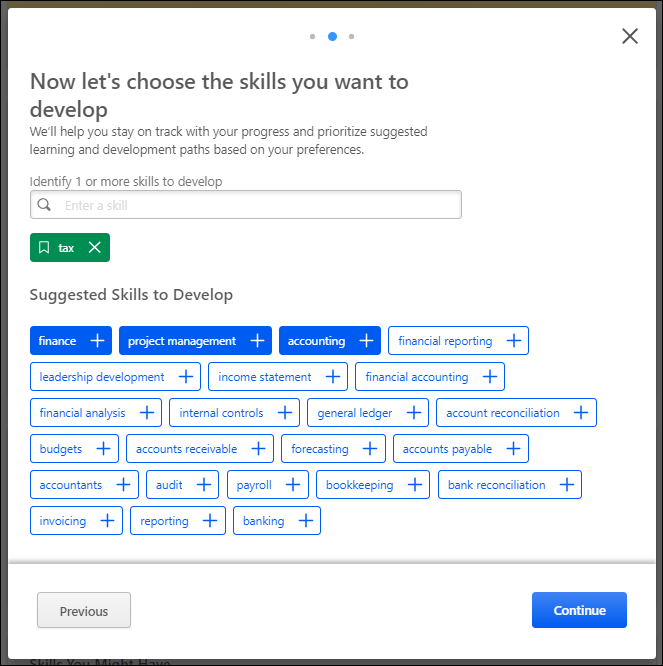 Now let's choose the skills you want to
develop
We'll help you stay on track with your progress and prioritize suggested
learning and development paths based on your preferences.
Identify 1 or more skills to develop
Enter a skill
tax
Suggested Skills to Develop
finance project management accounting financial reporting
leadership development income statement financial accounting
financial analysis internal controls general ledger account reconciliation
budgets accounts receivable forecasting accounts payable
accountants audit payroll bookkeeping bank reconciliation
invoicing reporting banking
Previous Continue
Skills You Might Have